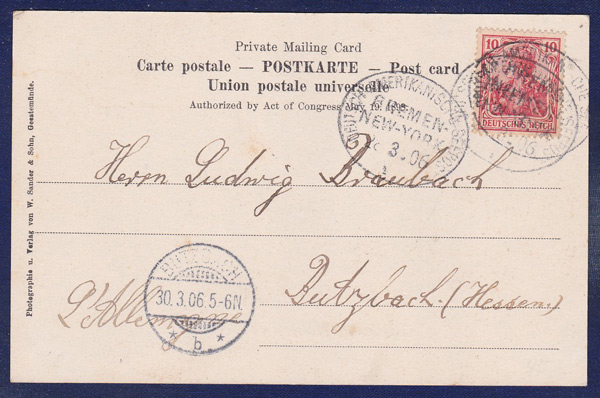 Private Mailing Card
Carte postale — POSTKARTE — Post card
Union postale universelle
Authorized by Act of Congress May 19. 1898
10 10
DEUTSCHES REICH
BREMEN-
NEW-YORK
3-06
Herrn Ludwig Braubach
BUTZBACH
30.3.06.5-6N.
* b. *
Butzbach. (Hessen.)
L'Allemagne
Photographie u. Verlag von W. Sander & Sohn, Geestemünde.